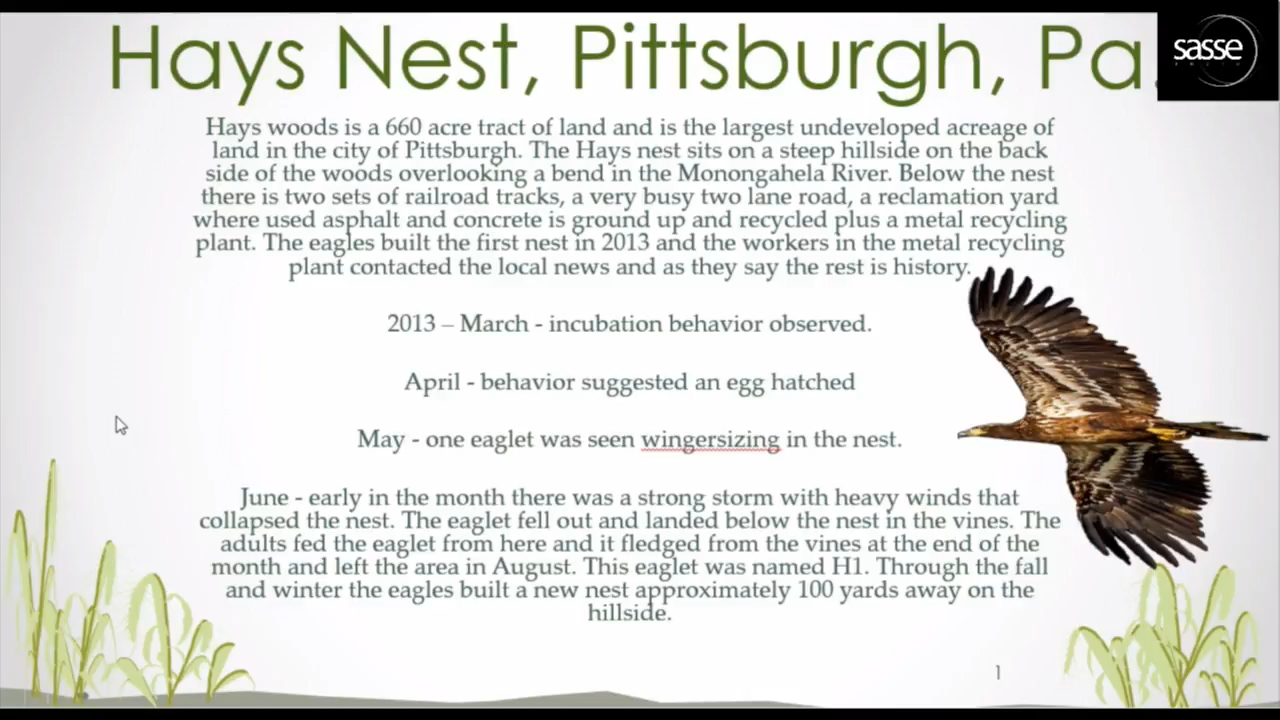 Hays Nest, Pittsburgh, Pa.
sasse
Hays woods is a 660 acre tract of land and is the largest undeveloped acreage of
land in the city of Pittsburgh. The Hays nest sits on a steep hillside on the back
side of the woods overlooking a bend in the Monongahela River. Below the nest
there is two sets of railroad tracks, a very busy two lane road, a reclamation yard
where used asphalt and concrete is ground up and recycled plus a metal recycling
plant. The eagles built the first nest in 2013 and the workers in the metal recycling
plant contacted the local news and as they say the rest is history.
2013 – March - incubation behavior observed.
April - behavior suggested an egg hatched
May - one eaglet was seen wingersizing in the nest.
June - early in the month there was a strong storm with heavy winds that
collapsed the nest. The eaglet fell out and landed below the nest in the vines. The
adults fed the eaglet from here and it fledged from the vines at the end of the
month and left the area in August. This eaglet was named H1. Through the fall
and winter the eagles built a new nest approximately 100 yards away on the
hillside.
1